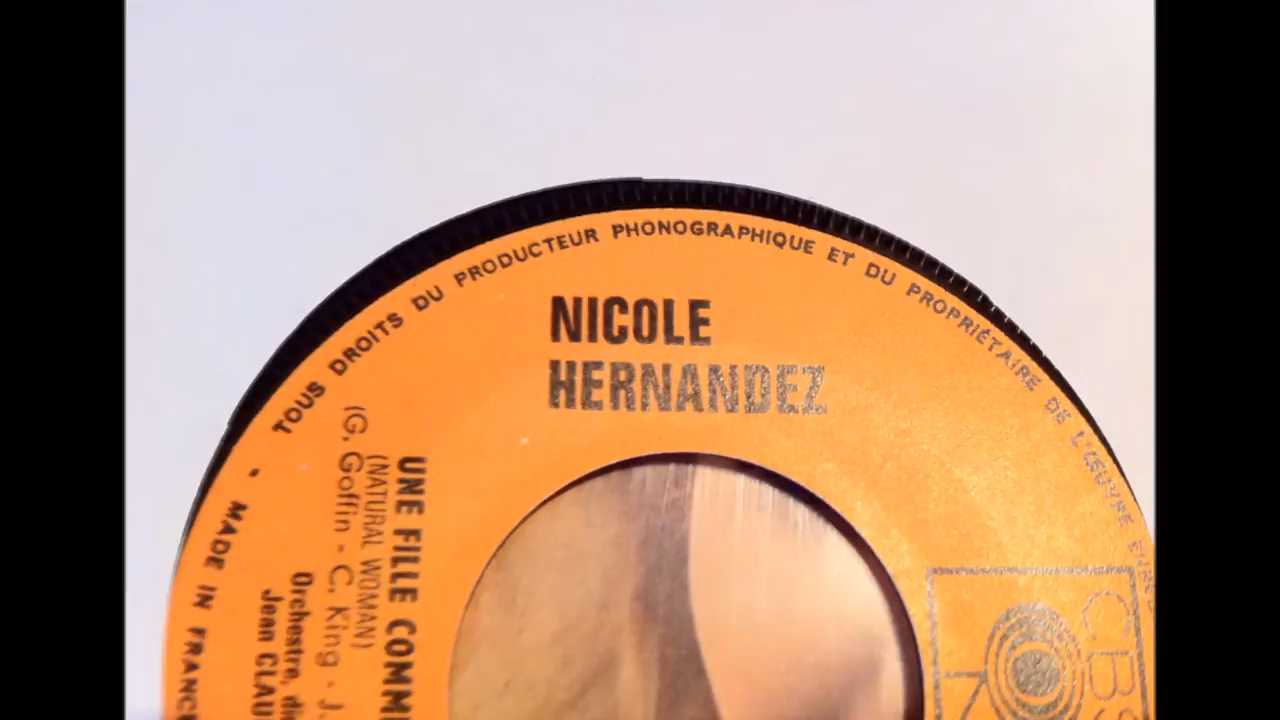 TOUS DROITS DU PRODUCTEUR PHONOGRAPHIQUE ET DU PROPRIÉTAIRE DE L'ŒUVRE
NICOLE
HERNANDEZ
UNE FILLE COMM
(NATURAL WOMAN)
(G. Goffin - C. King - J.
Orchestre,
Jean CLAU
• MADE IN FRANC
CBS